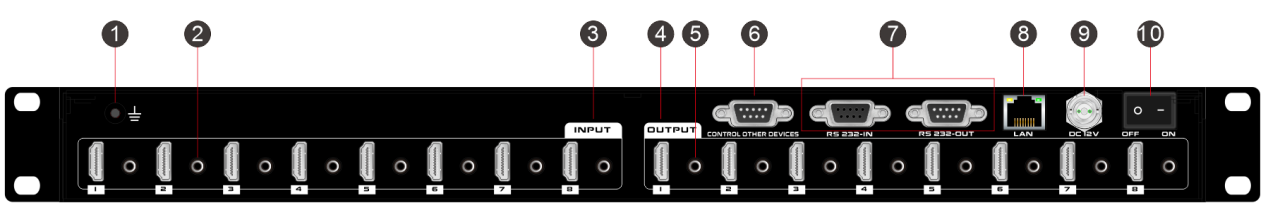 1 2 3 4 5 6 7 8 9 10
INPUT OUTPUT CONTROL OTHER DEVICES RS 232-IN RS 232-OUT LAN DC12V OFF ON
1 2 3 4 5 6 7 8 1 2 3 4 5 6 7 8